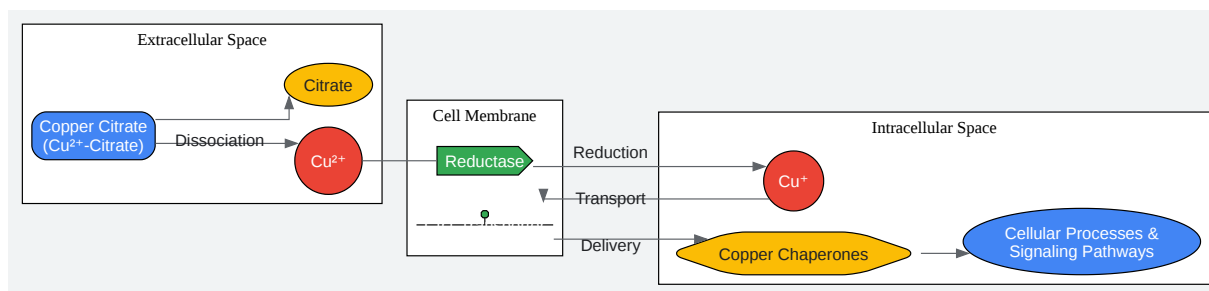 Extracellular Space
Citrate
Copper Citrate
(Cu²⁺-Citrate)
Dissociation
Cu²⁺
Cell Membrane
Reductase
Reduction
Transport
Delivery
Intracellular Space
Cu⁺
Copper Chaperones
Cellular Processes &
Signaling Pathways